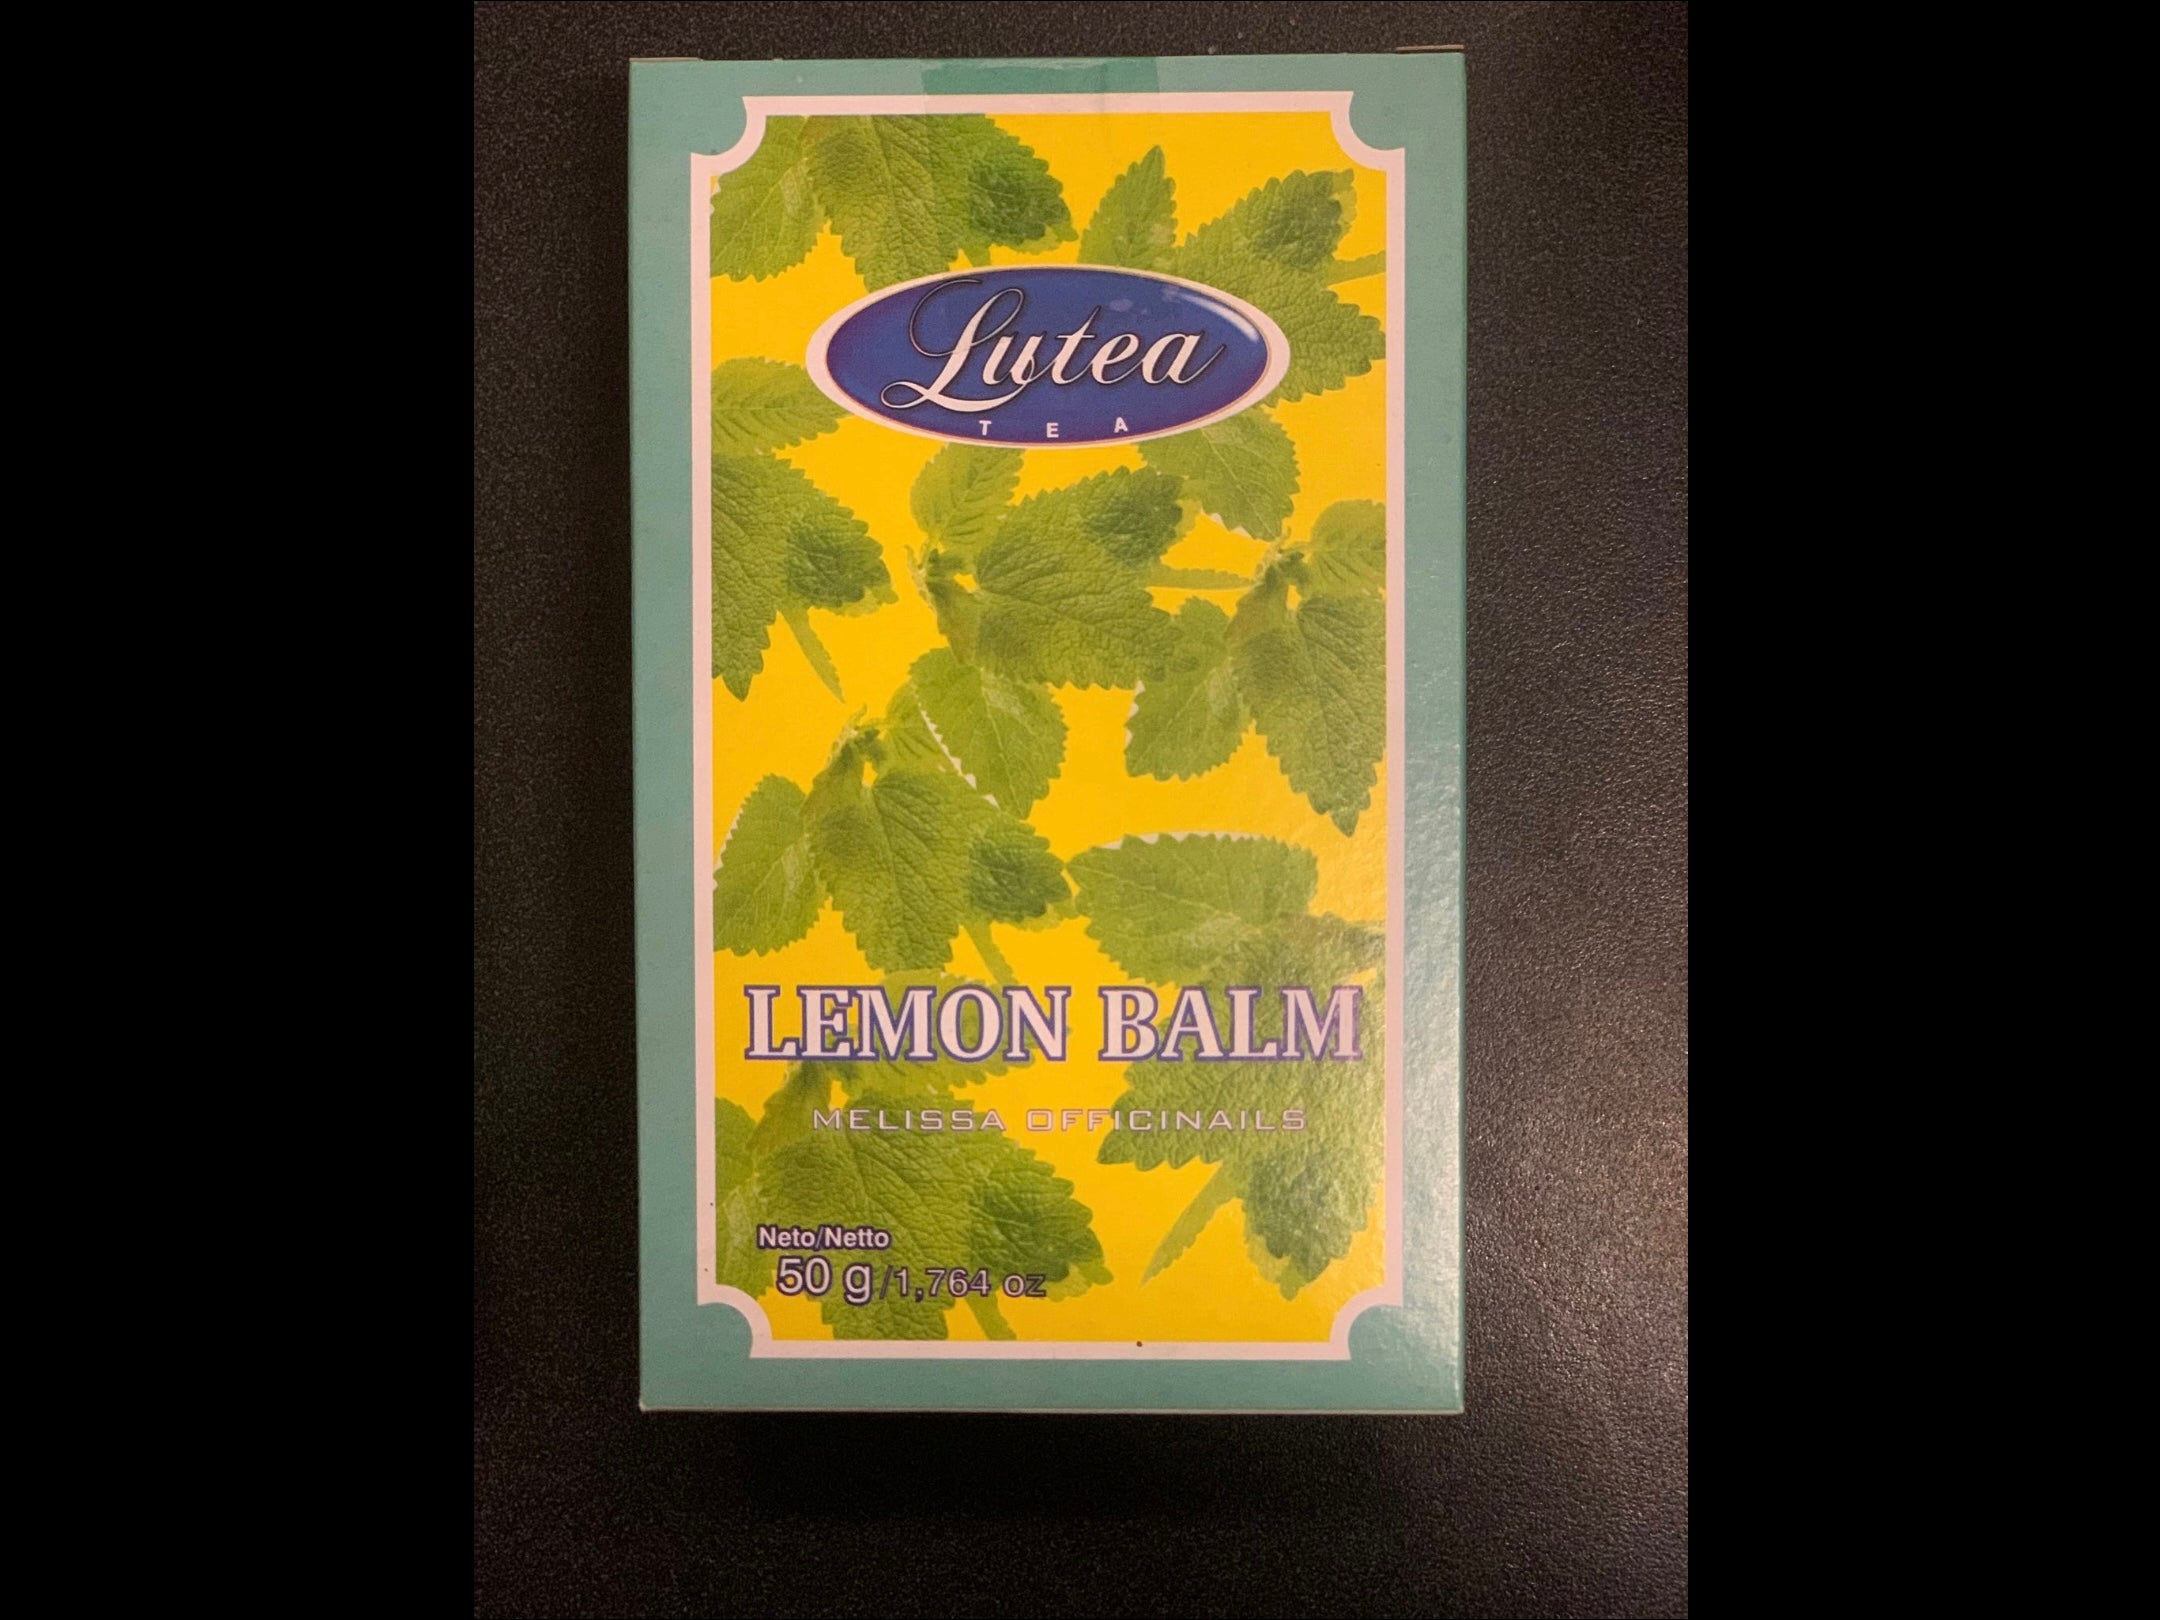 Lutea
TEA
LEMON BALM
MELISSA OFFICINAILS
Neto/Netto
50 g/1,764 oz